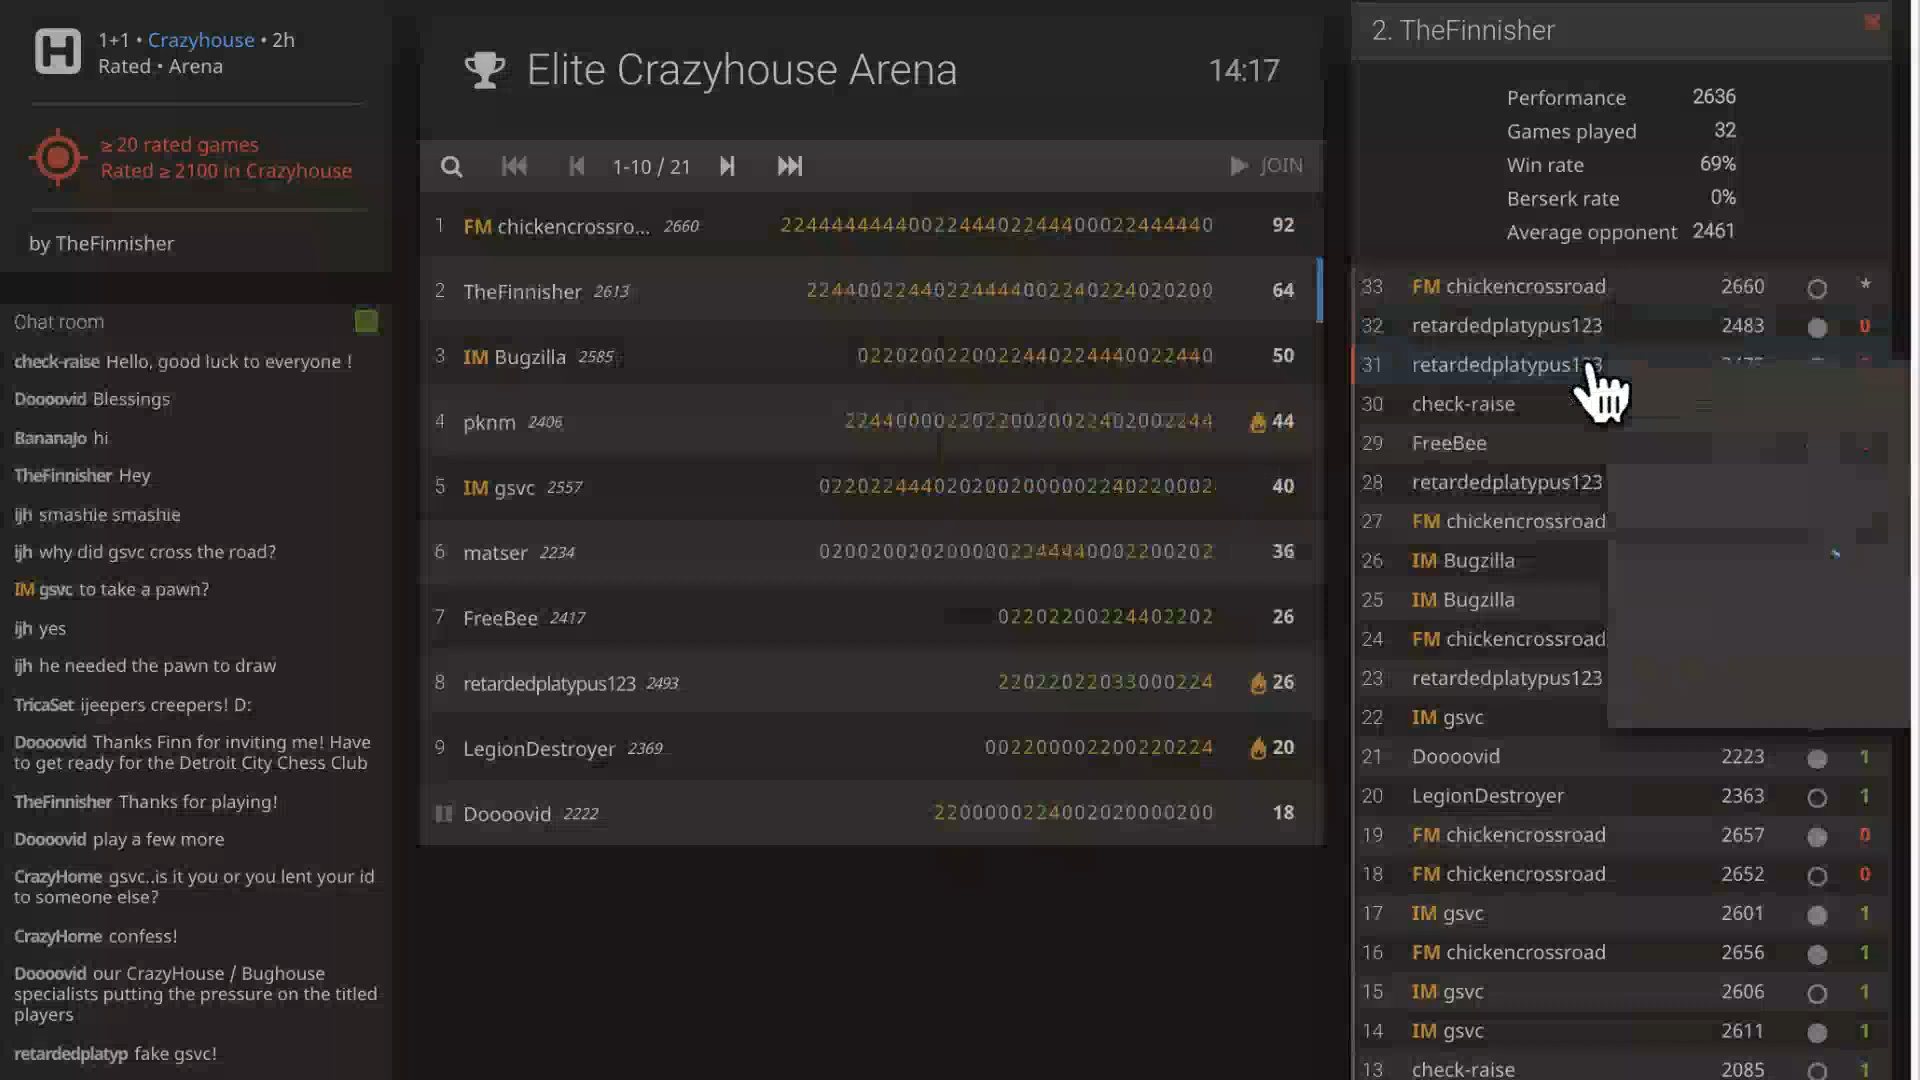 1+1 • Crazyhouse • 2h
Rated • Arena
≥ 20 rated games
Rated ≥ 2100 in Crazyhouse
by TheFinnisher
Chat room
check-raise Hello, good luck to everyone !
Doooovid Blessings
BananaJo hi
TheFinnisher Hey
ijh smashie smashie
ijh why did gsvc cross the road?
IM gsvc to take a pawn?
ijh yes
ijh he needed the pawn to draw
TricaSet ijeepers creepers! D:
Doooovid Thanks Finn for inviting me! Have
to get ready for the Detroit City Chess Club
TheFinnisher Thanks for playing!
Doooovid play a few more
CrazyHome gsvc..is it you or you lent your id
to someone else?
CrazyHome confess!
Doooovid our CrazyHouse / Bughouse
specialists putting the pressure on the titled
players
retardedplatyp fake gsvc!
Elite Crazyhouse Arena 14:17
1-10 / 21 JOIN
1 FM chickencrossro... 2660 2244444444002244402244400022444440 92
2 TheFinnisher 2613 22440022440224444002240224020200 64
3 IM Bugzilla 2585 02202002200224440224440022440 50
4 pknm 2406 44
5 IM gsvc 2557 0220224440202002000002240220002 40
6 matser 2234 36
7 FreeBee 2417 02202200224402202 26
8 retardedplatypus123 2493 22022022033000224 26
9 LegionDestroyer 2369 002200002200220224 20
Doooovid 2222 2200000224002020000200 18
2. TheFinnisher
Performance 2636
Games played 32
Win rate 69%
Berserk rate 0%
Average opponent 2461
33 FM chickencrossroad 2660 *
32 retardedplatypus123 2483 0
31 retardedplatypus123
30 check-raise
29 FreeBee
28 retardedplatypus123
27 FM chickencrossroad
26 IM Bugzilla
25 IM Bugzilla
24 FM chickencrossroad
23 retardedplatypus123
22 IM gsvc
21 Doooovid 2223 1
20 LegionDestroyer 2363 1
19 FM chickencrossroad 2657 0
18 FM chickencrossroad 2652 0
17 IM gsvc 2601 1
16 FM chickencrossroad 2656 1
15 IM gsvc 2606 1
14 IM gsvc 2611 1
13 check-raise 2085 1